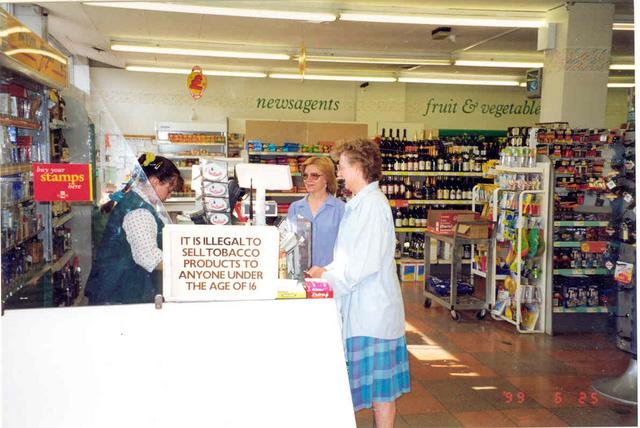 newsagents
fruit & vegetable
buy your
stamps
here
IT IS ILLEGAL TO
SELL TOBACCO
PRODUCTS TO
ANYONE UNDER
THE AGE OF 16
'99 6 25